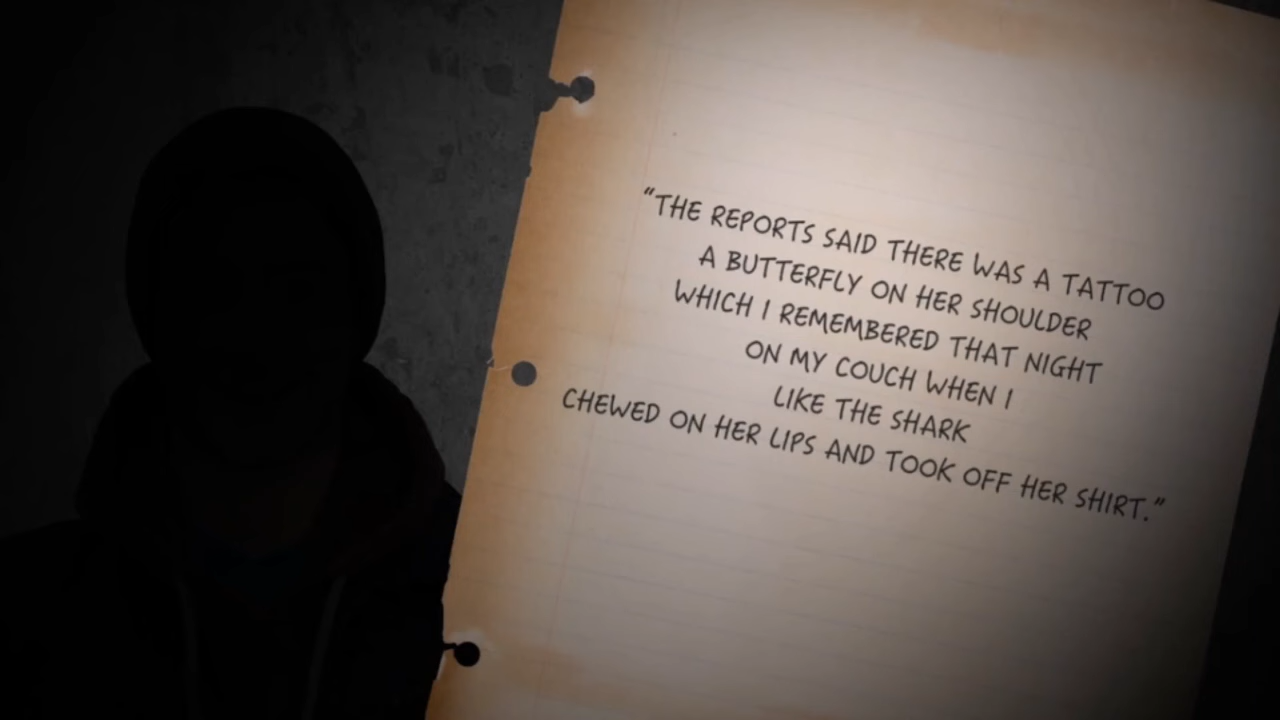 “THE REPORTS SAID THERE WAS A TATTOO
A BUTTERFLY ON HER SHOULDER
WHICH I REMEMBERED THAT NIGHT
ON MY COUCH WHEN I
LIKE THE SHARK
CHEWED ON HER LIPS AND TOOK OFF HER SHIRT.”